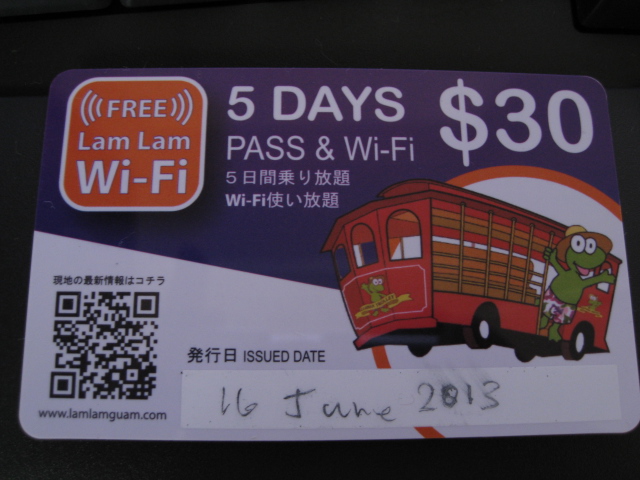 FREE
Lam Lam
Wi-Fi
5 DAYS
PASS & Wi-Fi
5日間乗り放題
Wi-Fi使い放題
$30
現地の最新情報はコチラ
www.lamlamguam.com
発行日 ISSUED DATE
16 June 2013